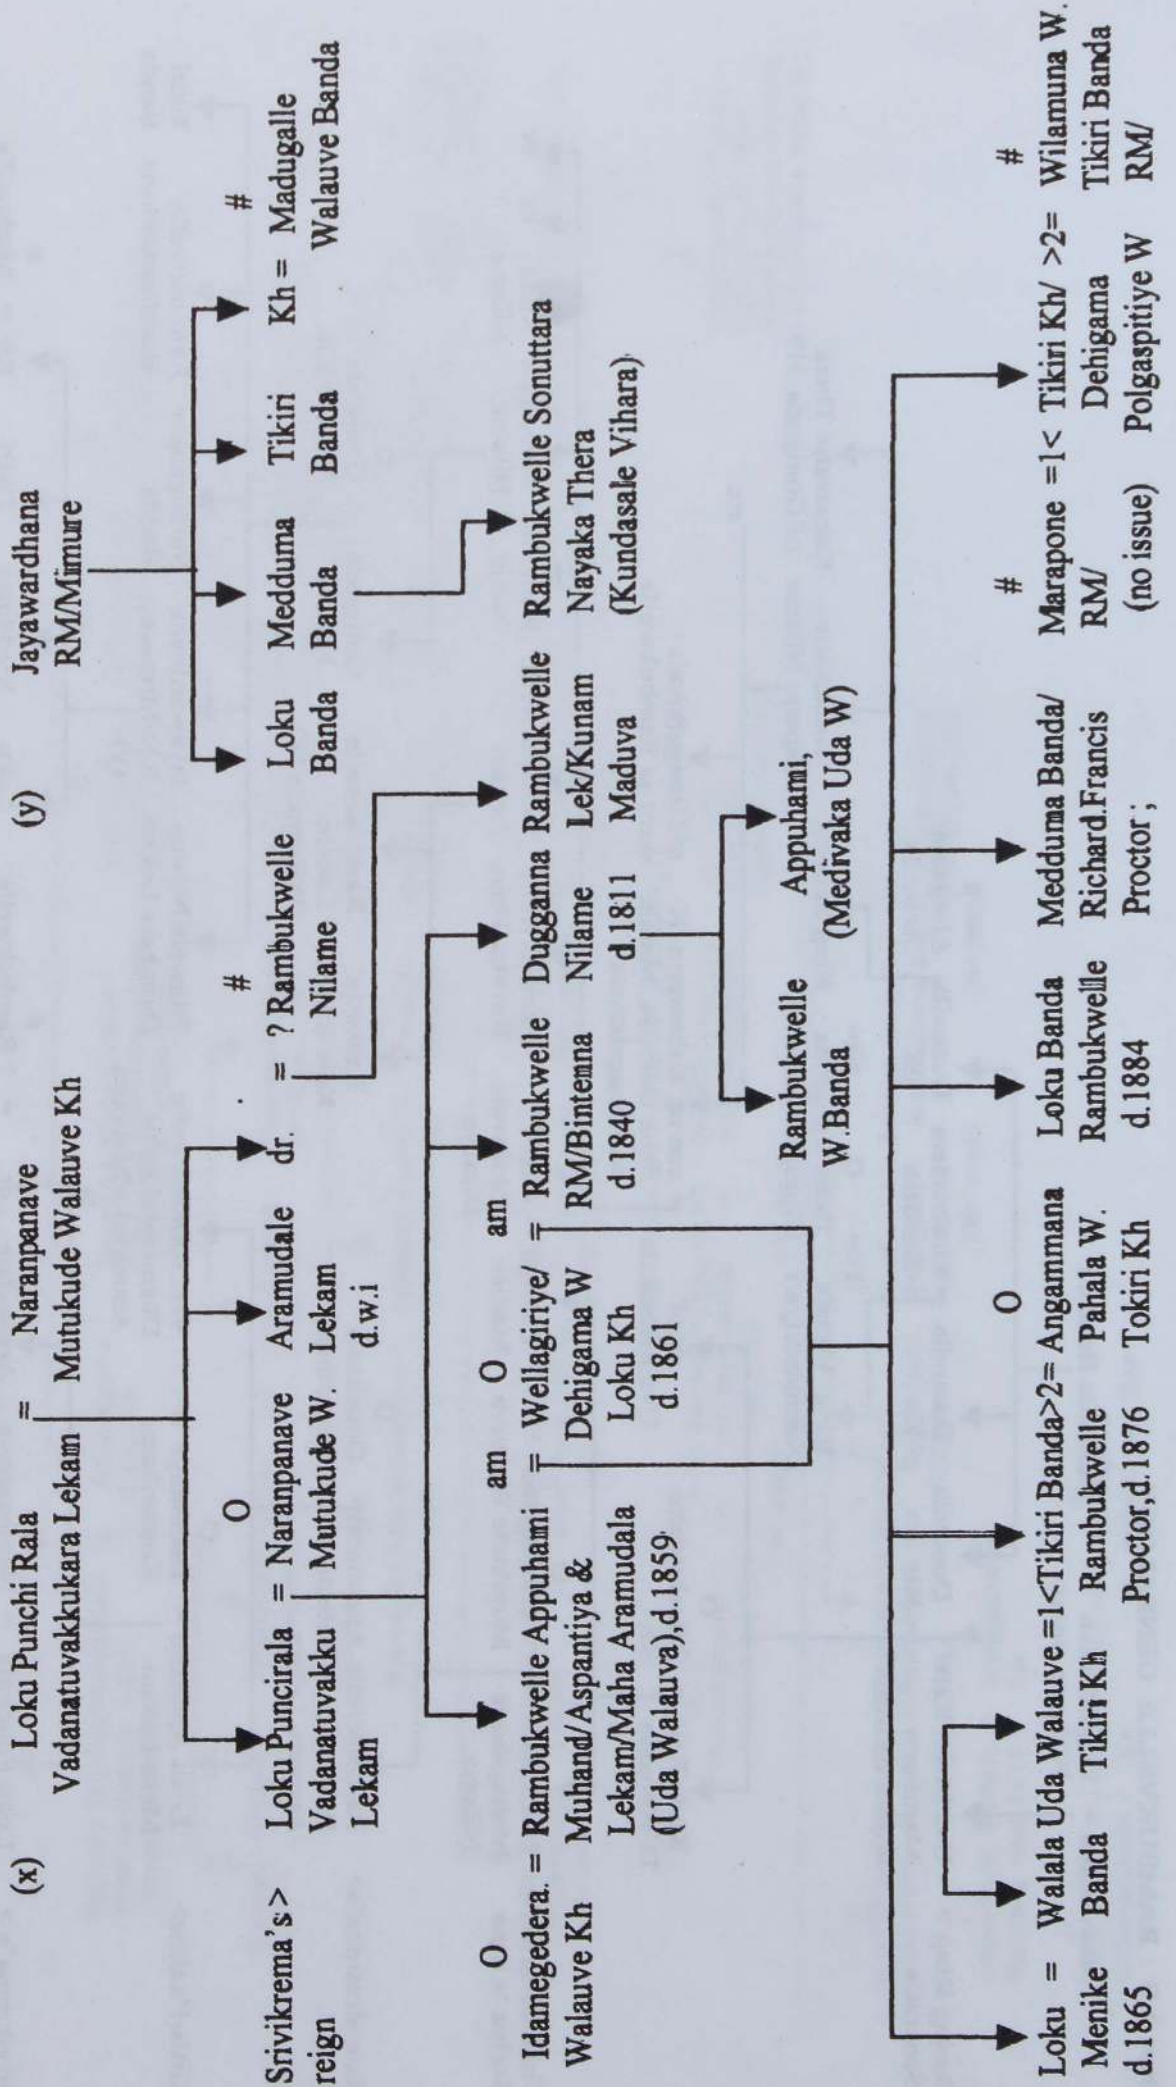 (x)
Loku Punchi Rala = Naranpanave
Vadanatuvakkukara Lekam Mutukude Walauve Kh
(y)
Jayawardhana
RM/Mimure
Srivikrema's >
reign
O
#
#
Loku Puncirala = Naranpanave Aramudale dr. = ? Rambukwelle
Vadanatuvakku Mutukude W. Lekam Nilame
Lekam d.w.i
Loku Medduma Tikiri Kh = Madugalle
Banda Banda Banda Walauve Banda
O am O am
Idamegedera. = Rambukwelle Appuhami = Wellagiriye/ = Rambukwelle Dugganna Rambukwelle Rambukwelle Sonuttara
Walauve Kh Muhand/Aspantiya & Dehigama W RM/Bintenna Nilame Lek/Kunam Nayaka Thera
Lekam/Maha Aramudala Loku Kh d.1840 d.1811 Maduva (Kundasale Vihara)
(Uda Walauva),d.1859 d.1861
Rambukwelle Appuhami,
W.Banda (Medivaka Uda W)
O # #
Loku = Walala Uda Walauve =1<Tikiri Banda>2= Angammana Loku Banda Medduma Banda/ Marapone =1< Tikiri Kh/ >2= Wilamuna W.
Menike Banda Tikiri Kh Rambukwelle Pahala W. Rambukwelle Richard.Francis RM/ Dehigama Tikiri Banda
d.1865 Proctor,d.1876 Tokiri Kh d.1884 Proctor; (no issue) Polgaspitiye W RM/